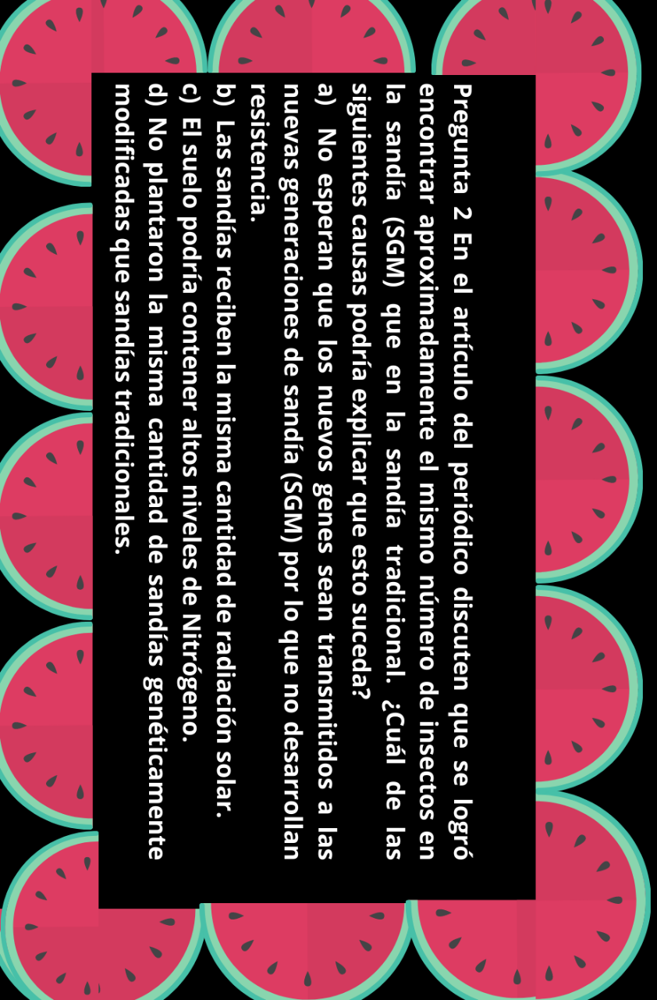 Pregunta 2 En el artículo del periódico discuten que se logró
encontrar aproximadamente el mismo número de insectos en
la sandía (SGM) que en la sandía tradicional. ¿Cuál de las
siguientes causas podría explicar que esto suceda?
a) No esperan que los nuevos genes sean transmitidos a las
nuevas generaciones de sandía (SGM) por lo que no desarrollan
resistencia.
b) Las sandías reciben la misma cantidad de radiación solar.
c) El suelo podría contener altos niveles de Nitrógeno.
d) No plantaron la misma cantidad de sandías genéticamente
modificadas que sandías tradicionales.